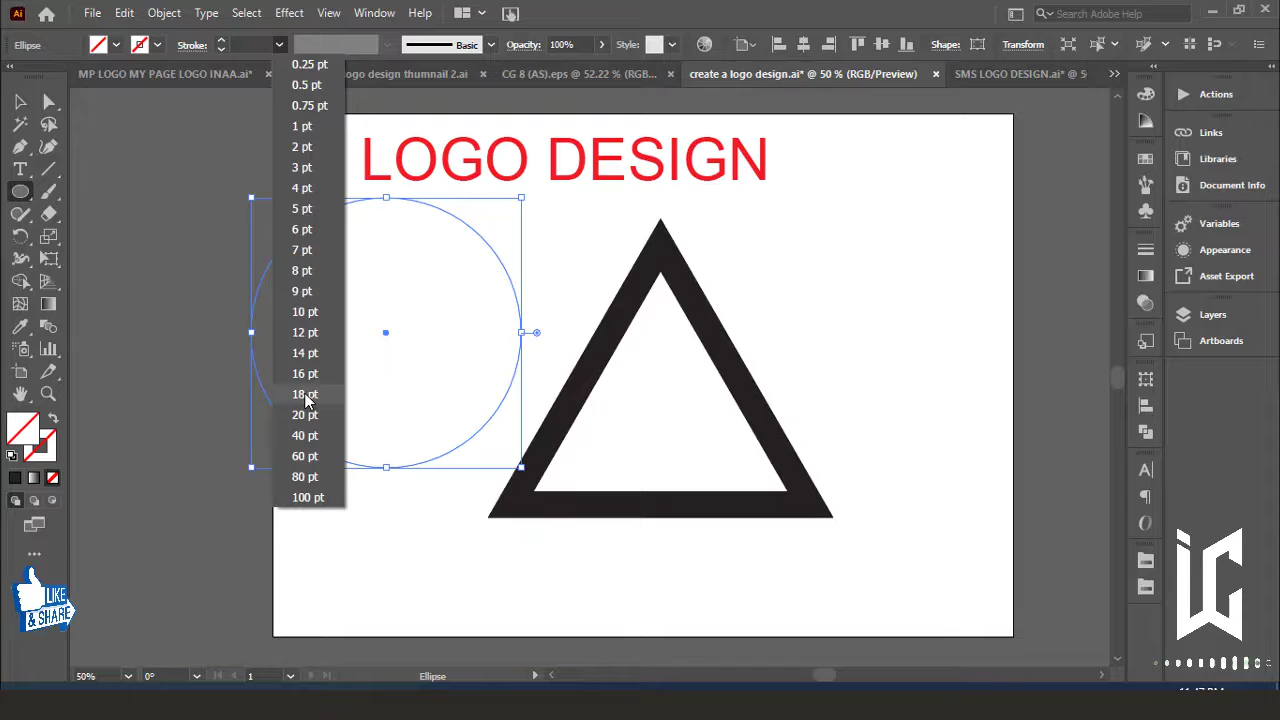 Ai File Edit Object Type Select Effect View Window Help Search Adobe Help
Ellipse Stroke: Basic Opacity: 100% Style: Shape: Transform
MP LOGO MY PAGE LOGO INAA.ai* logo design thumnail 2.ai CG 8 (AS).eps @ 52.22 % (RGB... create a logo design.ai* @ 50 % (RGB/Preview) SMS LOGO DESIGN.ai* @ 5
0.25 pt
0.5 pt
0.75 pt
1 pt
2 pt
3 pt
4 pt
5 pt
6 pt
7 pt
8 pt
9 pt
10 pt
12 pt
14 pt
16 pt
18 pt
20 pt
40 pt
60 pt
80 pt
100 pt
LOGO DESIGN
Actions
Links
Libraries
Document Info
Variables
Appearance
Asset Export
Layers
Artboards
LIKE
& SHARE
iC
50% 0° 1 Ellipse